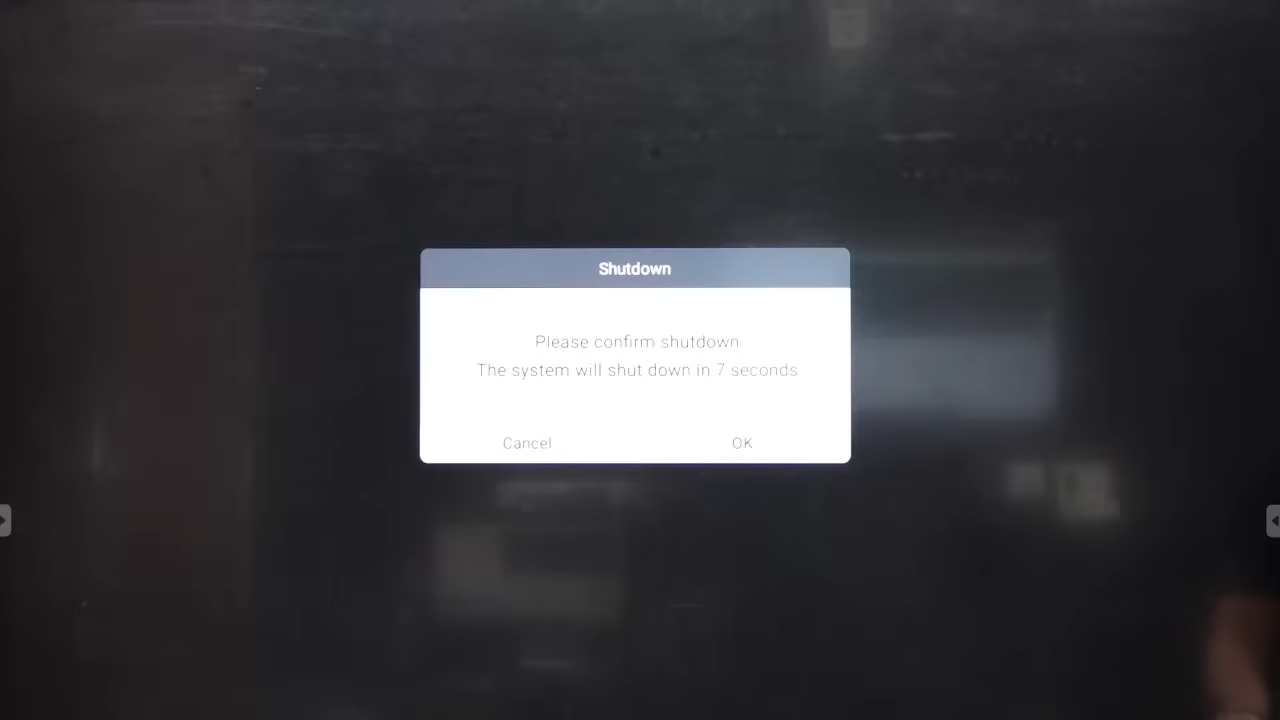 Shutdown
Please confirm shutdown
The system will shut down in 7 seconds
Cancel
OK